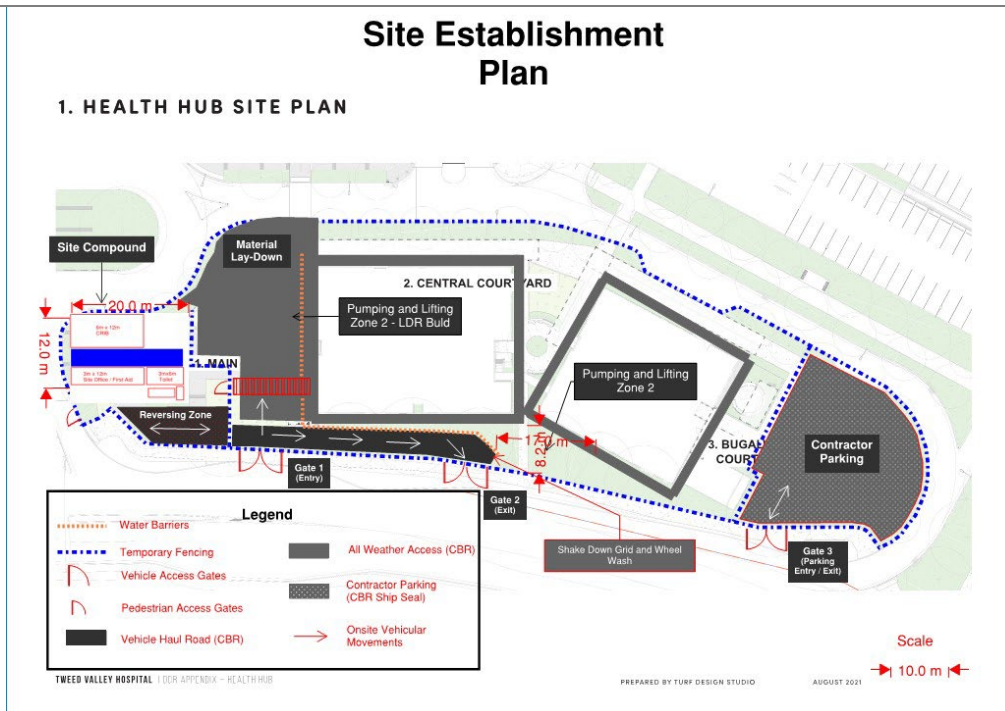 Site Establishment
Plan
1. HEALTH HUB SITE PLAN
Site Compound
Material
Lay-Down
20.0 m
12.0 m
6m x 12m
CRIB
3m x 12m
Site Office / First Aid
3mx6m
Toilet
1. MAIN
2. CENTRAL COURTYARD
Pumping and Lifting
Zone 2 - LDR Buld
Pumping and Lifting
Zone 2
Reversing Zone
8.2 m
3. BUGAL
COURT
Contractor
Parking
Gate 1
(Entry)
Gate 2
(Exit)
Gate 3
(Parking
Entry / Exit)
Shake Down Grid and Wheel
Wash
Legend
Water Barriers
Temporary Fencing
Vehicle Access Gates
Pedestrian Access Gates
Vehicle Haul Road (CBR)
All Weather Access (CBR)
Contractor Parking
(CBR Ship Seal)
Onsite Vehicular
Movements
Scale
10.0 m
TWEED VALLEY HOSPITAL | DDR APPENDIX – HEALTH HUB
PREPARED BY TURF DESIGN STUDIO
AUGUST 2021